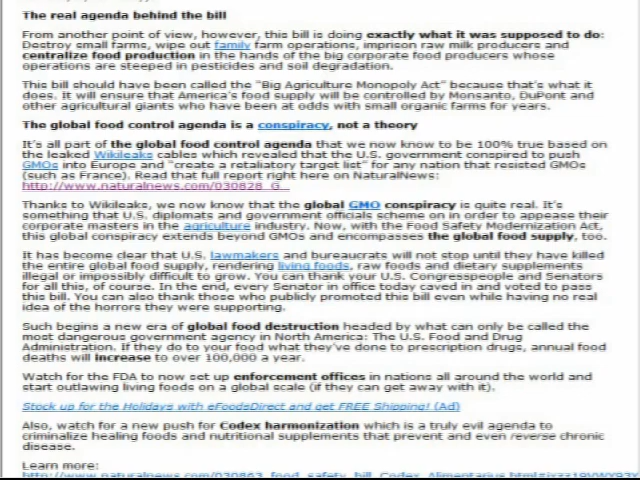 The real agenda behind the bill
From another point of view, however, this bill is doing exactly what it was supposed to do:
Destroy small farms, wipe out family farm operations, imprison raw milk producers and
centralize food production in the hands of the big corporate food producers whose
operations are steeped in pesticides and soil degradation.
This bill should have been called the "Big Agriculture Monopoly Act" because that's what it
does. It will ensure that America's food supply will be controlled by Monsanto, DuPont and
other agricultural giants who have been at odds with small organic farms for years.
The global food control agenda is a conspiracy, not a theory
It's all part of the global food control agenda that we now know to be 100% true based on
the leaked Wikileaks cables which revealed that the U.S. government conspired to push
GMOs into Europe and "create a retaliatory target list" for any nation that resisted GMOs
(such as France). Read that full report right here on NaturalNews:
http://www.naturalnews.com/030828_G...
Thanks to Wikileaks, we now know that the global GMO conspiracy is quite real. It's
something that U.S. diplomats and government officials scheme on in order to appease their
corporate masters in the agriculture industry. Now, with the Food Safety Modernization Act,
this global conspiracy extends beyond GMOs and encompasses the global food supply, too.
It has become clear that U.S. lawmakers and bureaucrats will not stop until they have killed
the entire global food supply, rendering living foods, raw foods and dietary supplements
illegal or impossibly difficult to grow. You can thank your U.S. Congresspeople and Senators
for all this, of course. In the end, every Senator in office today caved in and voted to pass
this bill. You can also thank those who publicly promoted this bill even while having no real
idea of the horrors they were supporting.
Such begins a new era of global food destruction headed by what can only be called the
most dangerous government agency in North America: The U.S. Food and Drug
Administration. If they do to your food what they've done to prescription drugs, annual food
deaths will increase to over 100,000 a year.
Watch for the FDA to now set up enforcement offices in nations all around the world and
start outlawing living foods on a global scale (if they can get away with it).
Stock up for the Holidays with eFoodsDirect and get FREE Shipping! (Ad)
Also, watch for a new push for Codex harmonization which is a truly evil agenda to
criminalize healing foods and nutritional supplements that prevent and even reverse chronic
disease.
Learn more: